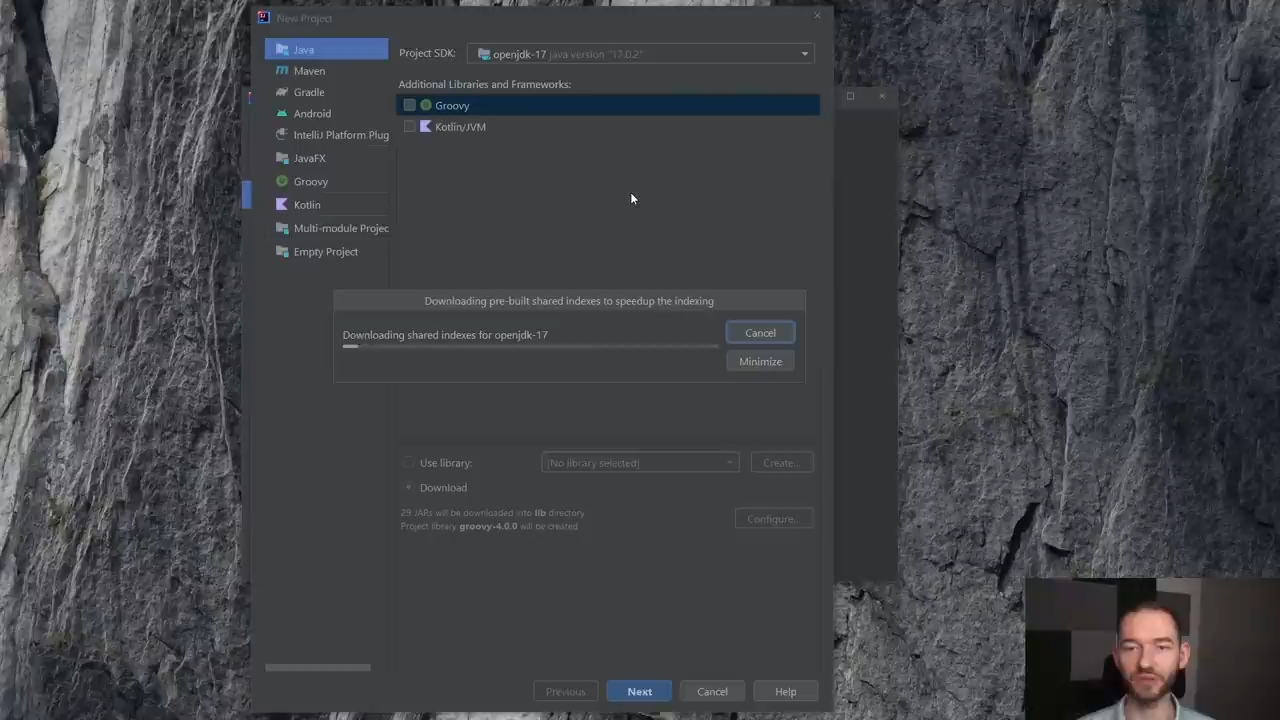 New Project
Java
Maven
Gradle
Android
IntelliJ Platform Plug
JavaFX
Groovy
Kotlin
Multi-module Projec
Empty Project
Project SDK: openjdk-17 java version "17.0.2"
Additional Libraries and Frameworks:
Groovy
Kotlin/JVM
Downloading pre-built shared indexes to speedup the indexing
Downloading shared indexes for openjdk-17
Cancel
Minimize
Use library: [No library selected] Create...
Download
29 JARs will be downloaded into lib directory
Project library groovy-4.0.0 will be created
Configure...
Previous Next Cancel Help